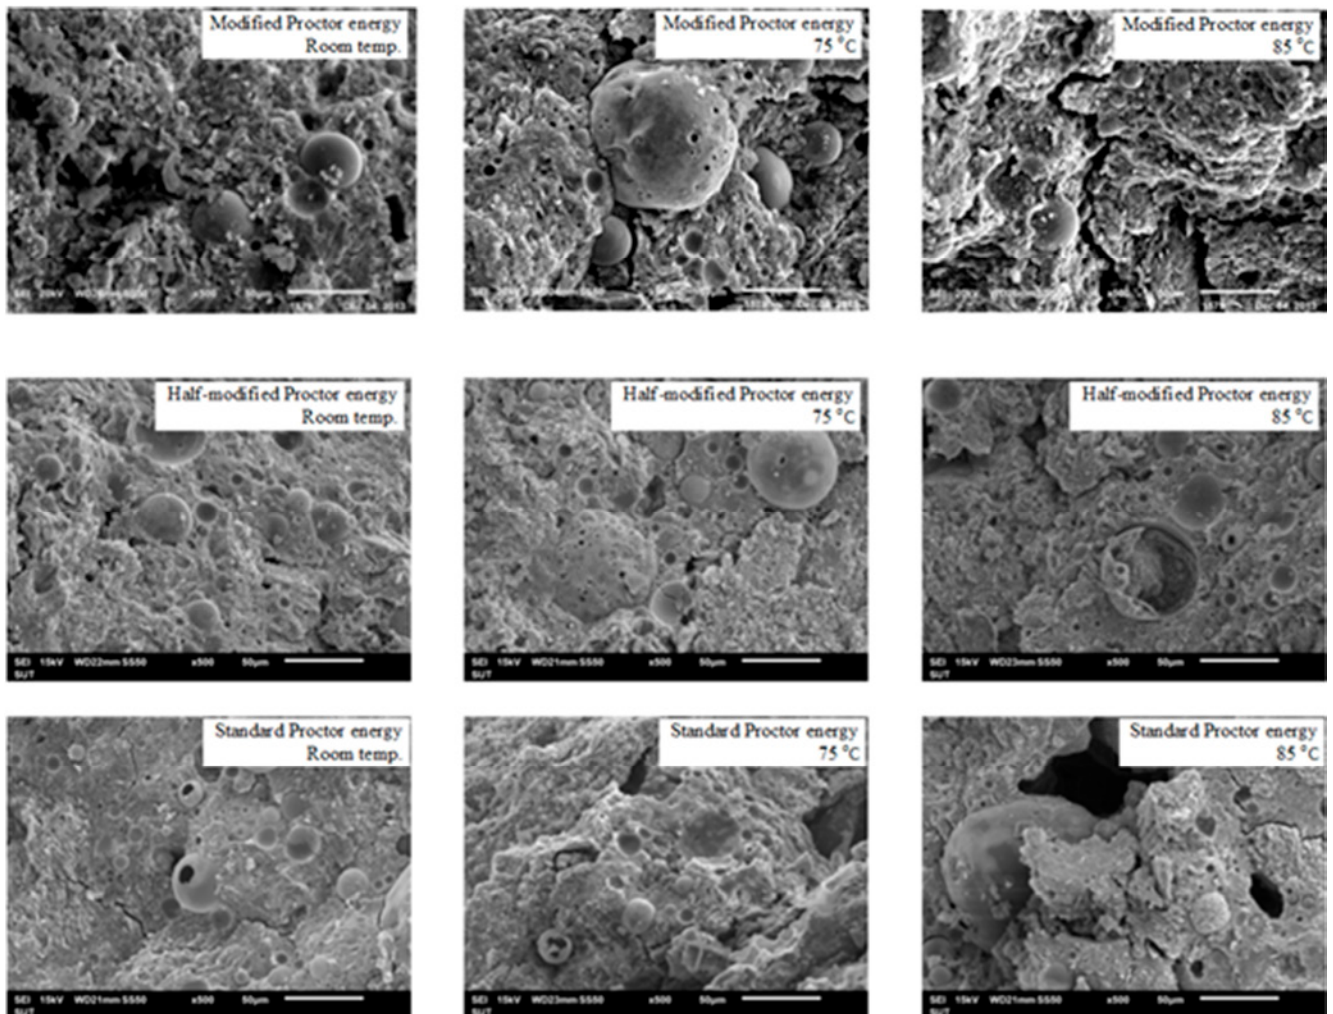 Modified Proctor energy
Room temp.
Modified Proctor energy
75 °C
Modified Proctor energy
85 °C
SEI 20kV x500 50µm
Half-modified Proctor energy
Room temp.
Half-modified Proctor energy
75 °C
Half-modified Proctor energy
85 °C
SEI 15kV WD22mm SS50 x500 50µm
SUT
SEI 15kV WD21mm SS50 x500 50µm
SUT
SEI 15kV WD23mm SS50 x500 50µm
SUT
Standard Proctor energy
Room temp.
Standard Proctor energy
75 °C
Standard Proctor energy
85 °C
SEI 15kV WD21mm SS50 x500 50µm
SEI 15kV WD23mm SS50 x500 50µm
SEI 15kV WD21mm SS50 x500 50µm